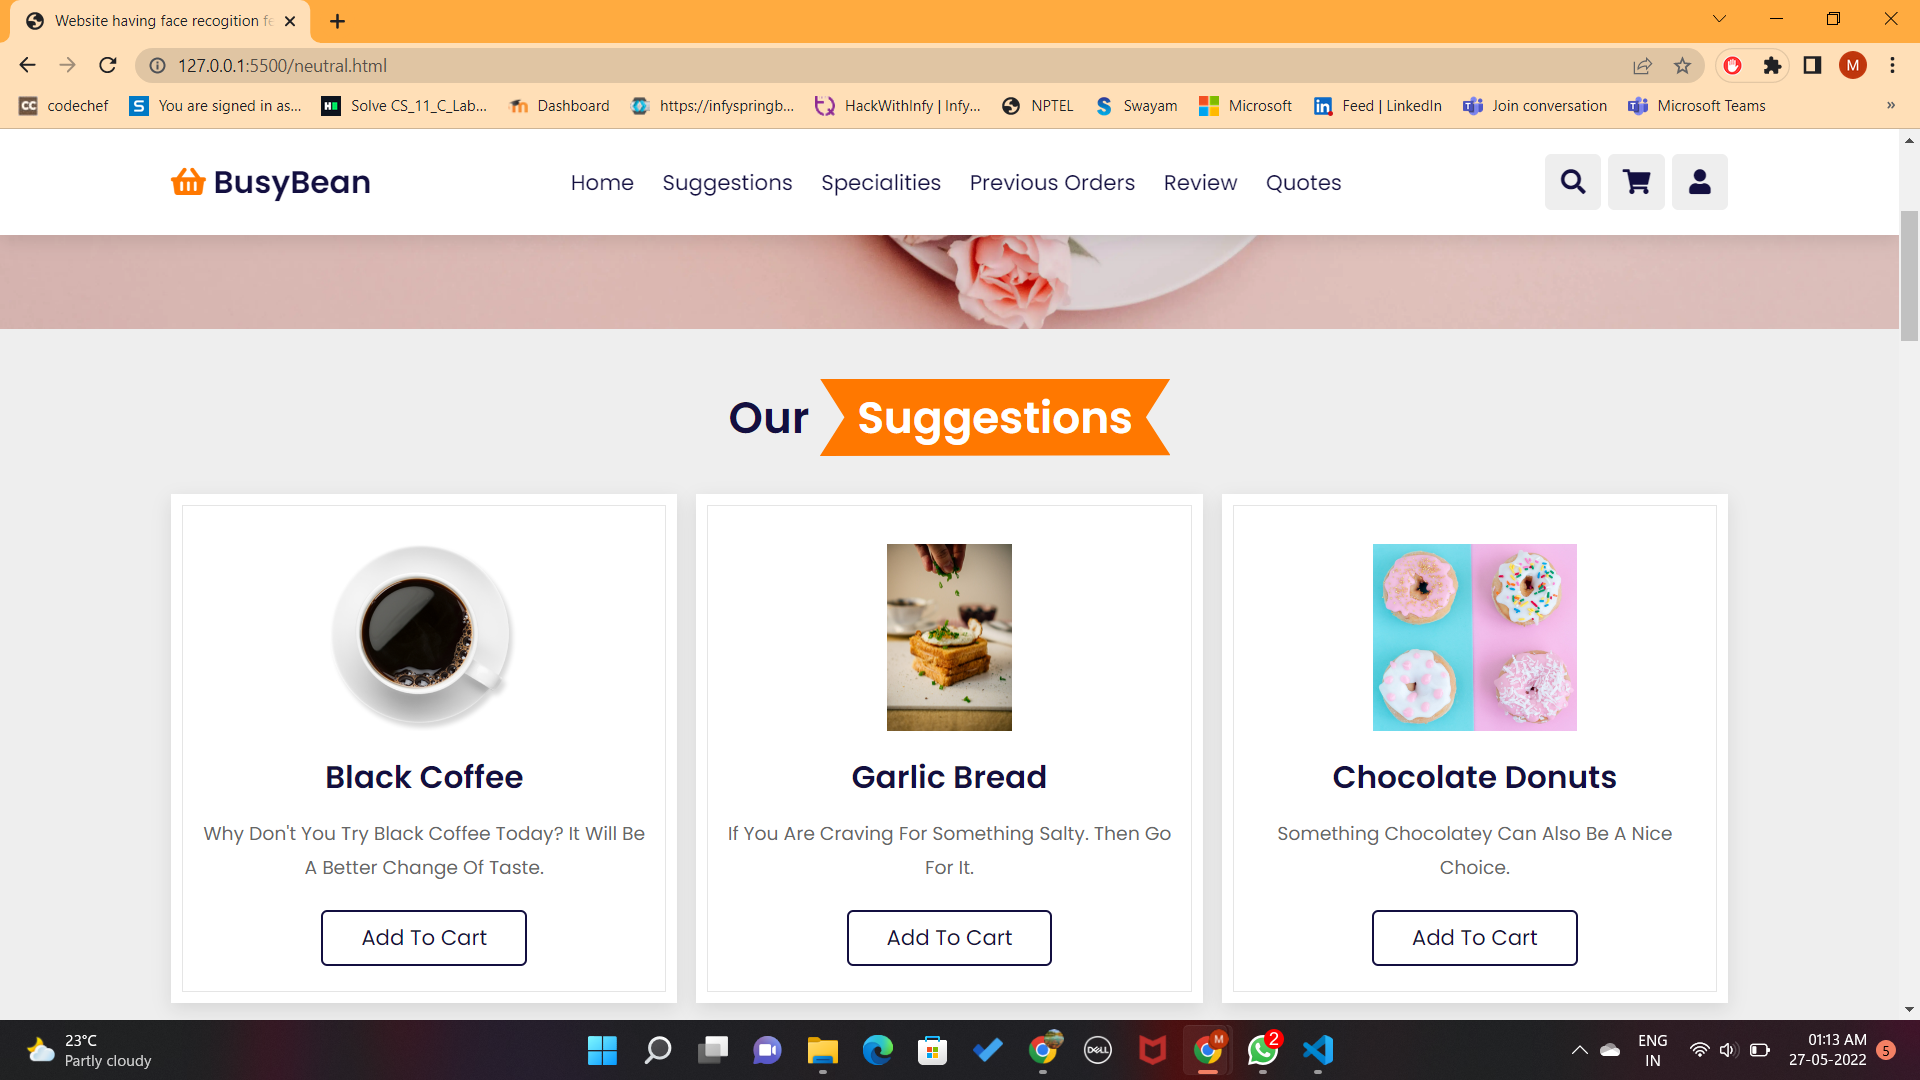 Website having face recogition fe
127.0.0.1:5500/neutral.html
M
CC codechef
S You are signed in as...
H Solve CS_11_C_Lab...
Dashboard
https://infyspringb...
HackWithInfy | Infy...
NPTEL
Swayam
Microsoft
in Feed | LinkedIn
Join conversation
Microsoft Teams
»
BusyBean
Home
Suggestions
Specialities
Previous Orders
Review
Quotes
Our Suggestions
Black Coffee
Why Don't You Try Black Coffee Today? It Will Be
A Better Change Of Taste.
Add To Cart
Garlic Bread
If You Are Craving For Something Salty. Then Go
For It.
Add To Cart
Chocolate Donuts
Something Chocolatey Can Also Be A Nice
Choice.
Add To Cart
23°C
Partly cloudy
DELL
M
2
ENG
IN
01:13 AM
27-05-2022
5